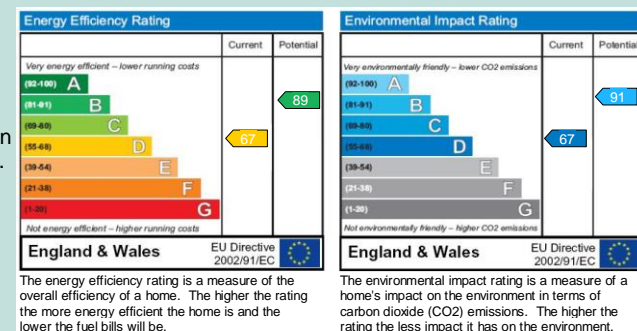 Energy Efficiency Rating
Current Potential
Very energy efficient – lower running costs
(92-100) A
(81-91) B
89
(69-80) C
(55-68) D
67
(39-54) E
(21-38) F
(1-20) G
Not energy efficient – higher running costs
England & Wales
EU Directive
2002/91/EC
The energy efficiency rating is a measure of the
overall efficiency of a home. The higher the rating
the more energy efficient the home is and the
lower the fuel bills will be.
Environmental Impact Rating
Current Potential
Very environmentally friendly – lower CO2 emissions
(92-100) A
(81-91) B
91
(69-80) C
(55-68) D
67
(39-54) E
(21-38) F
(1-20) G
Not environmentally friendly – higher CO2 emissions
England & Wales
EU Directive
2002/91/EC
The environmental impact rating is a measure of a
home's impact on the environment in terms of
carbon dioxide (CO2) emissions. The higher the
rating the less impact it has on the environment.